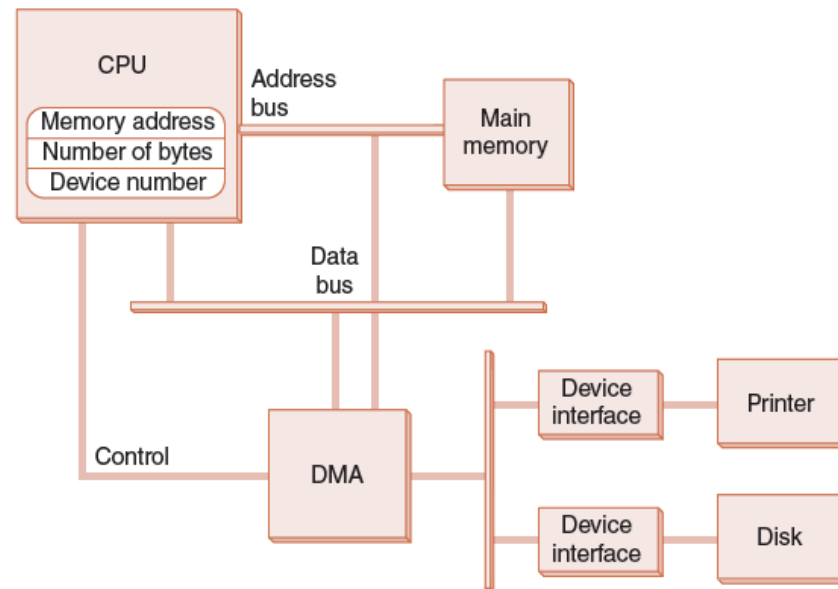 CPU
Memory address
Number of bytes
Device number
Address
bus
Main
memory
Data
bus
Control
DMA
Device
interface
Printer
Device
interface
Disk